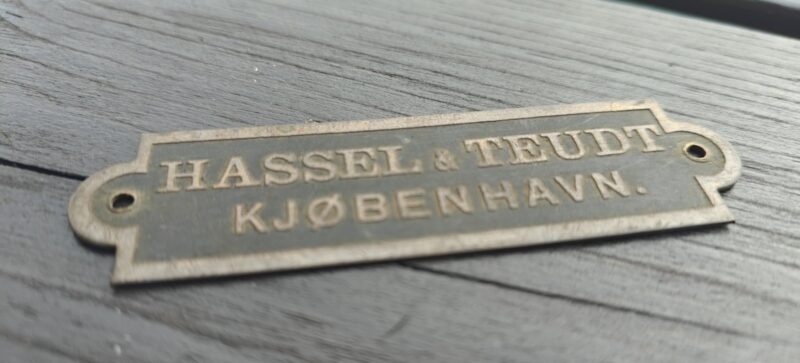 HASSEL & TEUDT
KJØBENHAVN.